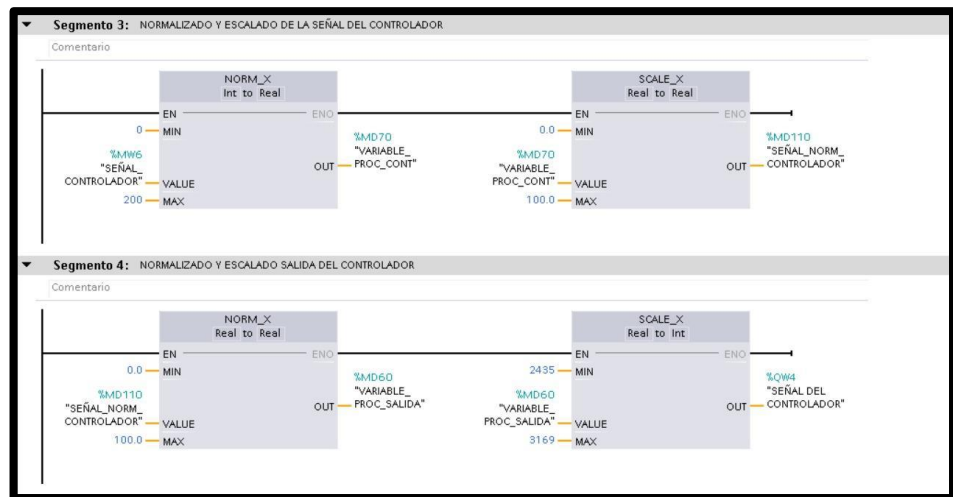 Segmento 3: NORMALIZADO Y ESCALADO DE LA SEÑAL DEL CONTROLADOR
Comentario
NORM_X
Int to Real
EN
ENO
0
MIN
%MW6
"SEÑAL_
CONTROLADOR"
VALUE
200
MAX
OUT
%MD70
"VARIABLE_
PROC_CONT"
SCALE_X
Real to Real
EN
ENO
0.0
MIN
%MD70
"VARIABLE_
PROC_CONT"
VALUE
100.0
MAX
OUT
%MD110
"SEÑAL_NORM_
CONTROLADOR"
Segmento 4: NORMALIZADO Y ESCALADO SALIDA DEL CONTROLADOR
Comentario
NORM_X
Real to Real
EN
ENO
0.0
MIN
%MD110
"SEÑAL_NORM_
CONTROLADOR"
VALUE
100.0
MAX
OUT
%MD60
"VARIABLE_
PROC_SALIDA"
SCALE_X
Real to Int
EN
ENO
2435
MIN
%MD60
"VARIABLE_
PROC_SALIDA"
VALUE
3169
MAX
OUT
%QW4
"SEÑAL DEL
CONTROLADOR"